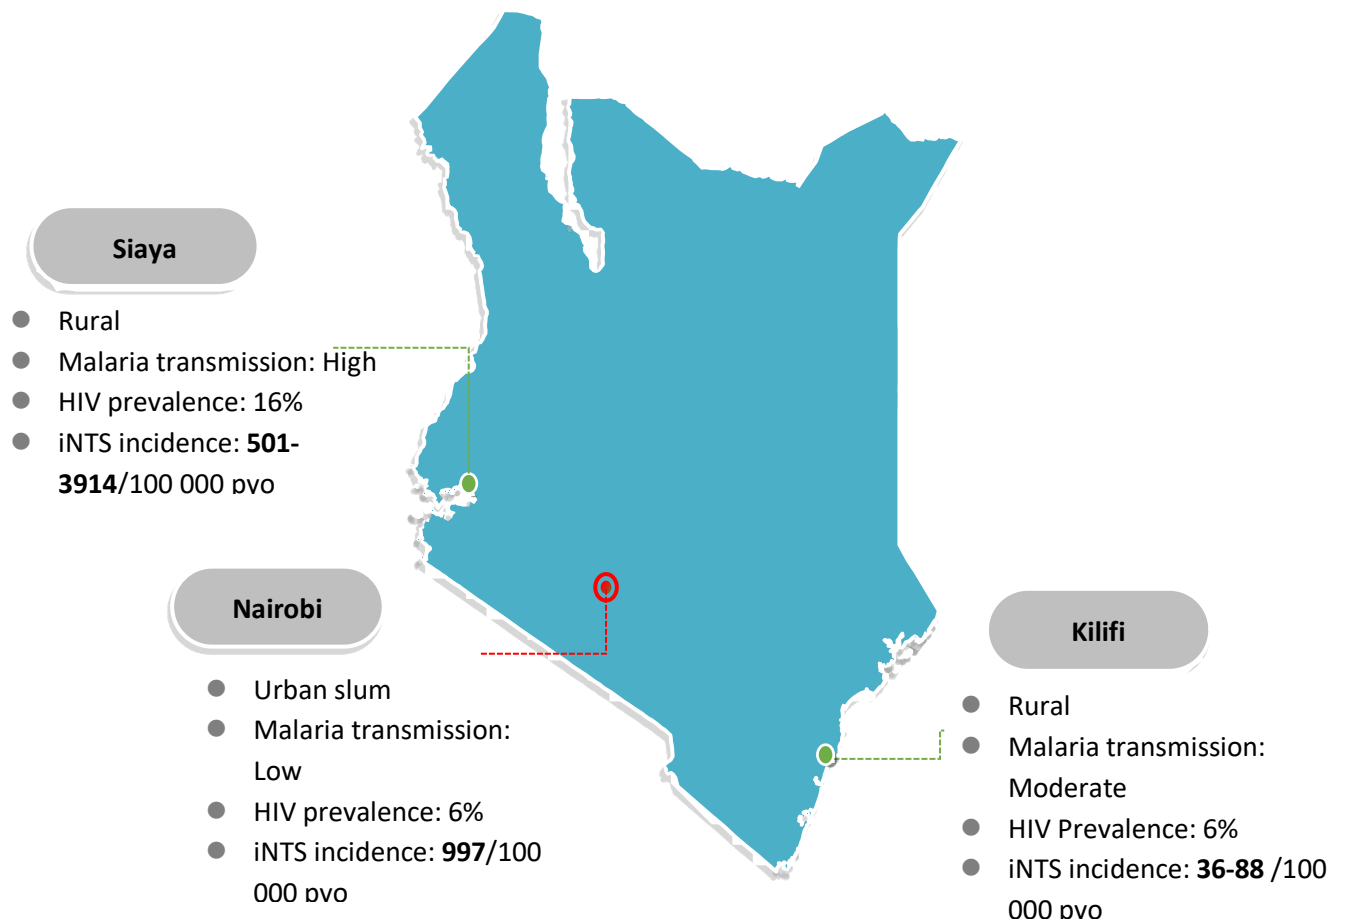 Siaya
Rural
Malaria transmission: High
HIV prevalence: 16%
iNTS incidence: 501-
3914/100 000 pyo
Nairobi
Urban slum
Malaria transmission:
Low
HIV prevalence: 6%
iNTS incidence: 997/100
000 pyo
Kilifi
Rural
Malaria transmission:
Moderate
HIV Prevalence: 6%
iNTS incidence: 36-88 /100
000 pyo